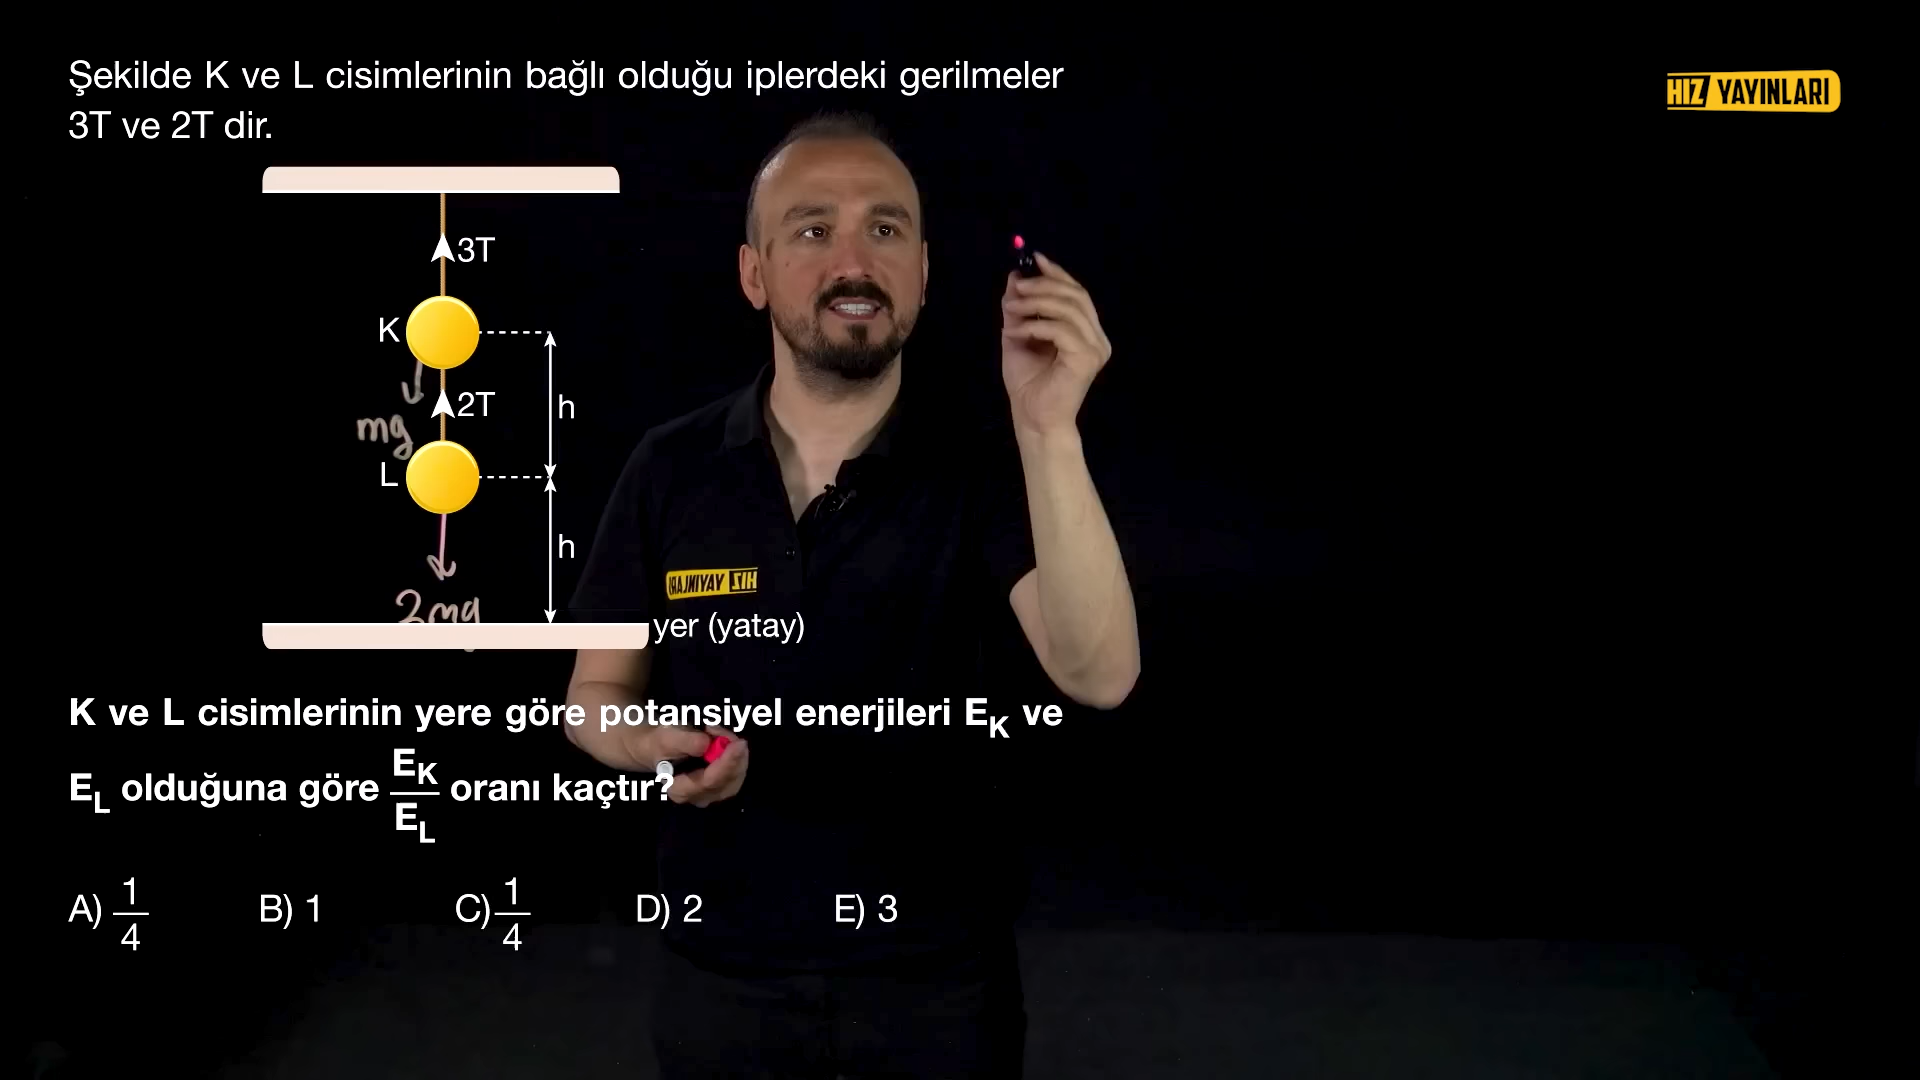 Şekilde K ve L cisimlerinin bağlı olduğu iplerdeki gerilmeler
3T ve 2T dir.
HIZ YAYINLARI
3T
K
2T
h
mg
L
h
HIZ YAYINLARI
2mg
yer (yatay)
K ve L cisimlerinin yere göre potansiyel enerjileri E_K ve
E_L olduğuna göre E_K/E_L oranı kaçtır?
A) 1/4 B) 1 C) 1/4 D) 2 E) 3